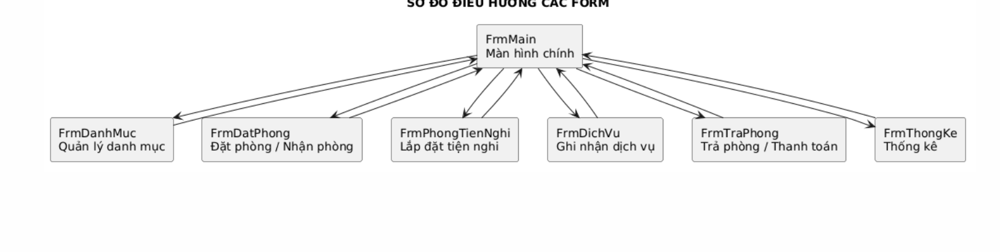 SƠ ĐỒ ĐIỀU HƯỚNG CÁC FORM
FrmMain
Màn hình chính
FrmDanhMuc
Quản lý danh mục
FrmDatPhong
Đặt phòng / Nhận phòng
FrmPhongTienNghi
Lắp đặt tiện nghi
FrmDichVu
Ghi nhận dịch vụ
FrmTraPhong
Trả phòng / Thanh toán
FrmThongKe
Thống kê